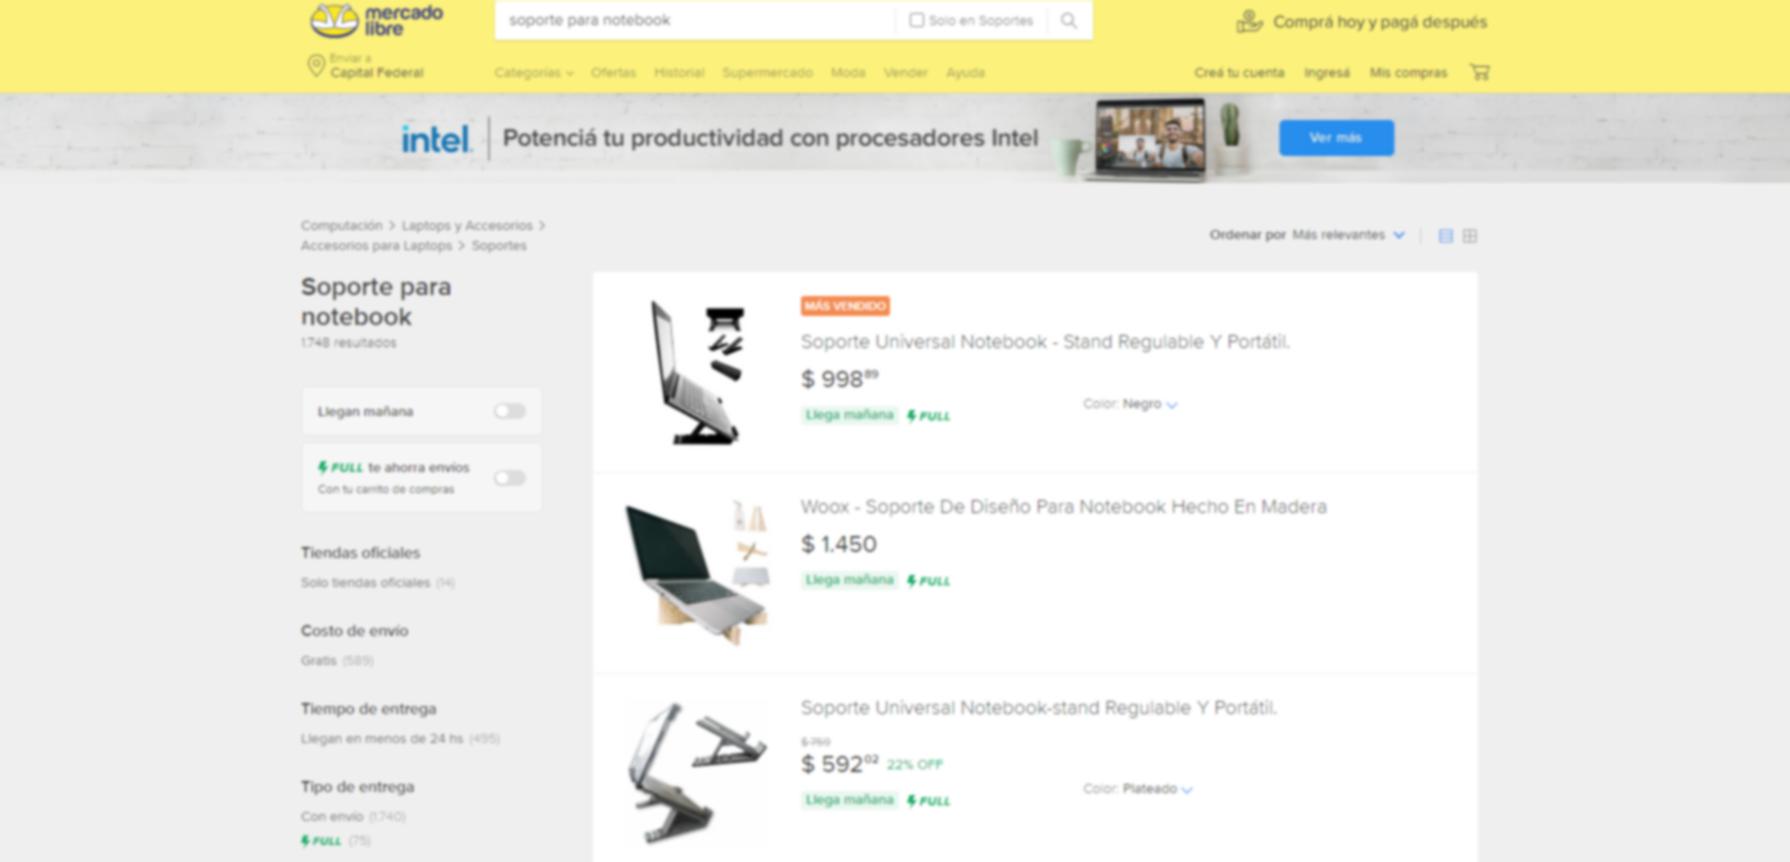 mercado
libre
soporte para notebook
Solo en Soportes
Comprá hoy y pagá después
Enviar a
Capital Federal
Categorías Ofertas Historial Supermercado Moda Vender Ayuda
Creá tu cuenta Ingresá Mis compras
intel. Potenciá tu productividad con procesadores Intel
Ver más
Computación > Laptops y Accesorios >
Accesorios para Laptops > Soportes
Ordenar por Más relevantes
Soporte para
notebook
1.748 resultados
Llegan mañana
FULL te ahorra envíos
Con tu carrito de compras
Tiendas oficiales
Solo tiendas oficiales (14)
Costo de envío
Gratis (589)
Tiempo de entrega
Llegan en menos de 24 hs (495)
Tipo de entrega
Con envío (1.740)
FULL (75)
MÁS VENDIDO
Soporte Universal Notebook - Stand Regulable Y Portátil.
$ 998 89
Llega mañana FULL
Color: Negro
Woox - Soporte De Diseño Para Notebook Hecho En Madera
$ 1.450
Llega mañana FULL
Soporte Universal Notebook-stand Regulable Y Portátil.
$ 759
$ 592 02 22% OFF
Llega mañana FULL
Color: Plateado